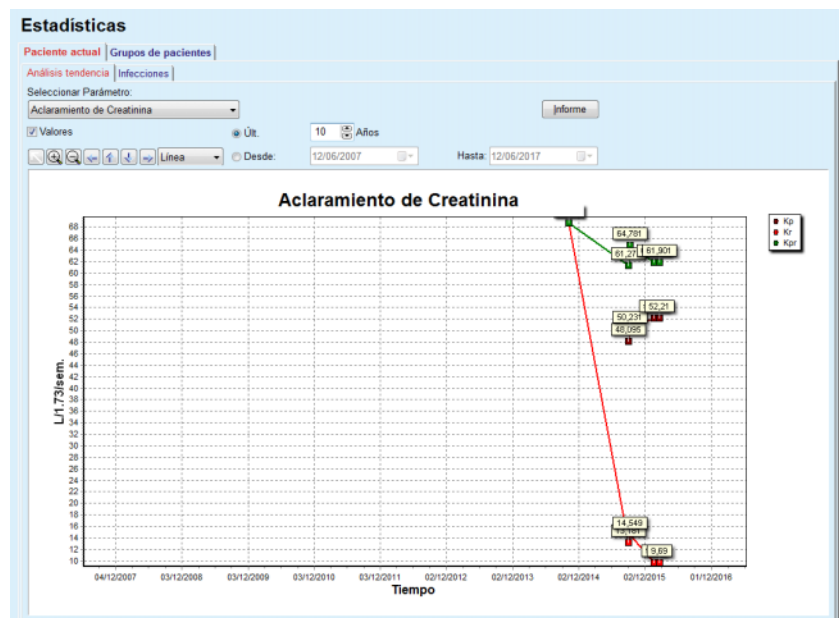 Estadísticas
Paciente actual Grupos de pacientes
Análisis tendencia Infecciones
Seleccionar Parámetro:
Aclaramiento de Creatinina Informe
Valores Últ. 10 Años
Línea Desde: 12/06/2007 Hasta: 12/06/2017
Aclaramiento de Creatinina
Kp
Kr
Kpr
68
66
64
62
60
58
56
54
52
50
48
46
44
42
40
38
36
34
32
30
28
26
24
22
20
18
16
14
12
10
L/1.73/sem.
64,781
61,27
61,901
52,21
50,231
48,095
14,549
9,69
04/12/2007 03/12/2008 03/12/2009 03/12/2010 03/12/2011 02/12/2012 02/12/2013 02/12/2014 02/12/2015 01/12/2016
Tiempo